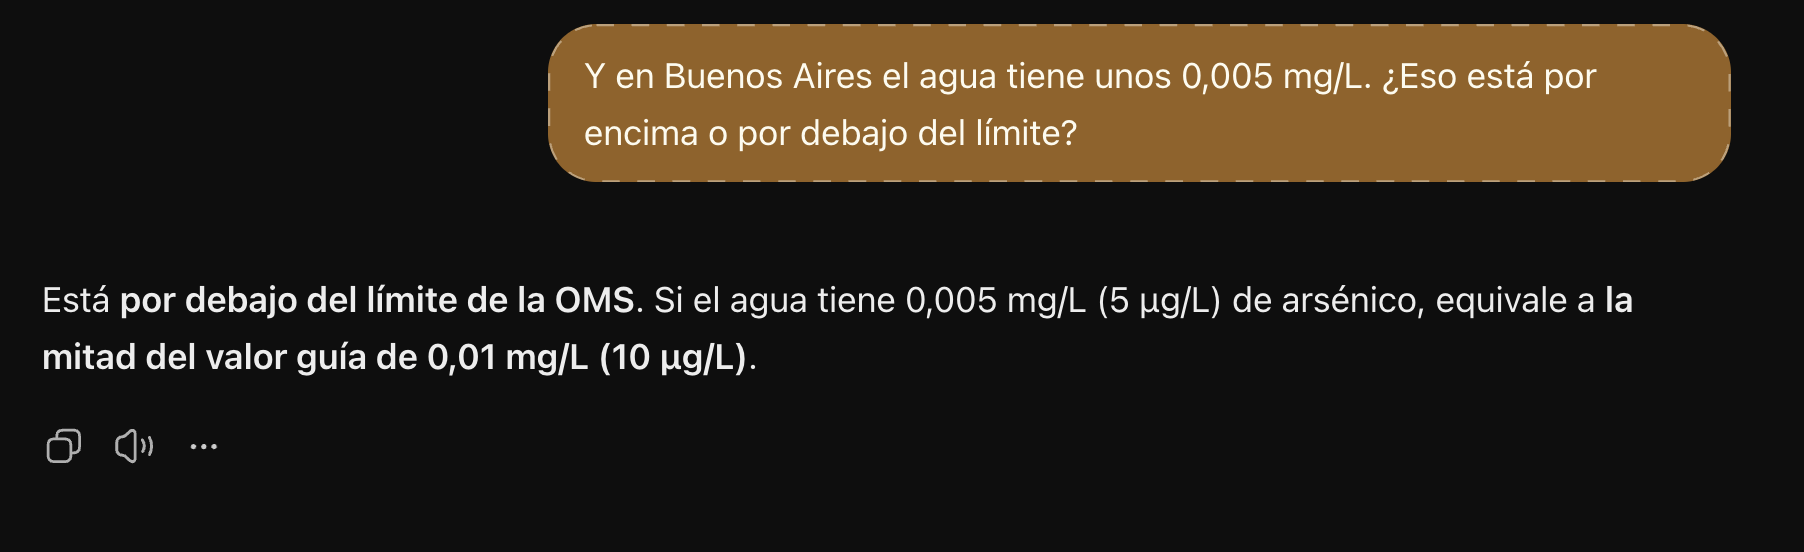 Y en Buenos Aires el agua tiene unos 0,005 mg/L. ¿Eso está por
encima o por debajo del límite?
Está por debajo del límite de la OMS. Si el agua tiene 0,005 mg/L (5 µg/L) de arsénico, equivale a la
mitad del valor guía de 0,01 mg/L (10 µg/L).